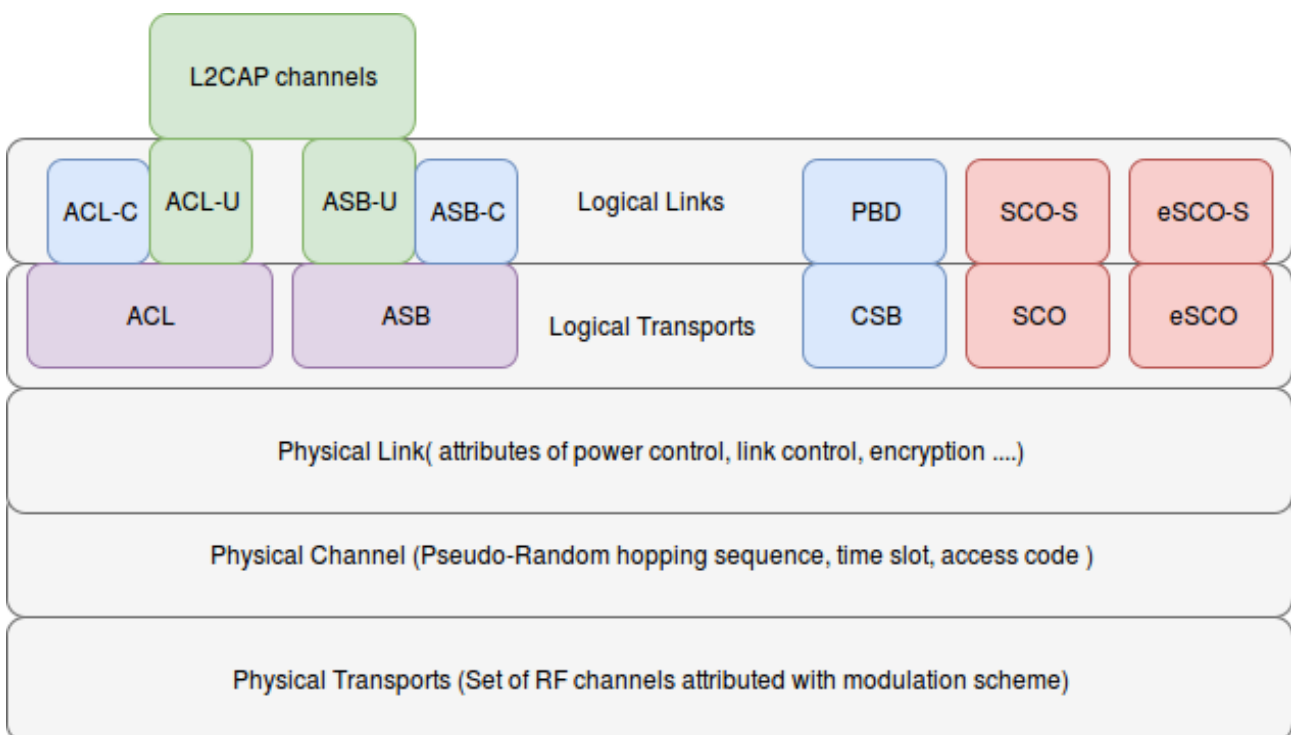 L2CAP channels
ACL-C
ACL-U
ASB-U
ASB-C
Logical Links
PBD
SCO-S
eSCO-S
ACL
ASB
Logical Transports
CSB
SCO
eSCO
Physical Link( attributes of power control, link control, encryption ....)
Physical Channel (Pseudo-Random hopping sequence, time slot, access code )
Physical Transports (Set of RF channels attributed with modulation scheme)